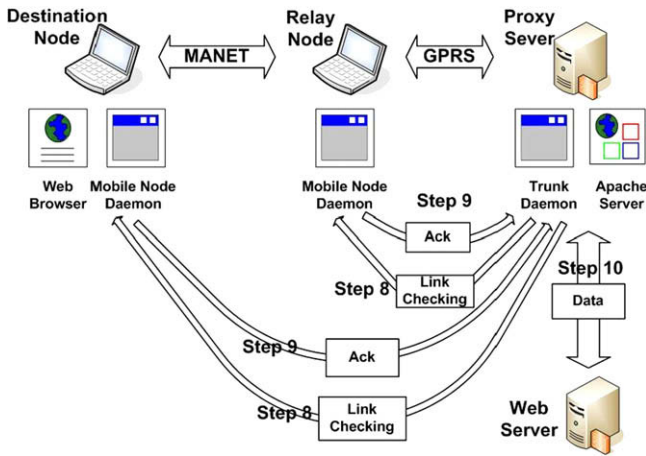 Destination
Node
Relay
Node
Proxy
Sever
MANET
GPRS
Web
Browser
Mobile Node
Daemon
Mobile Node
Daemon
Trunk
Daemon
Apache
Server
Step 9
Ack
Step 8
Link
Checking
Step 10
Data
Step 9
Ack
Step 8
Link
Checking
Web
Server